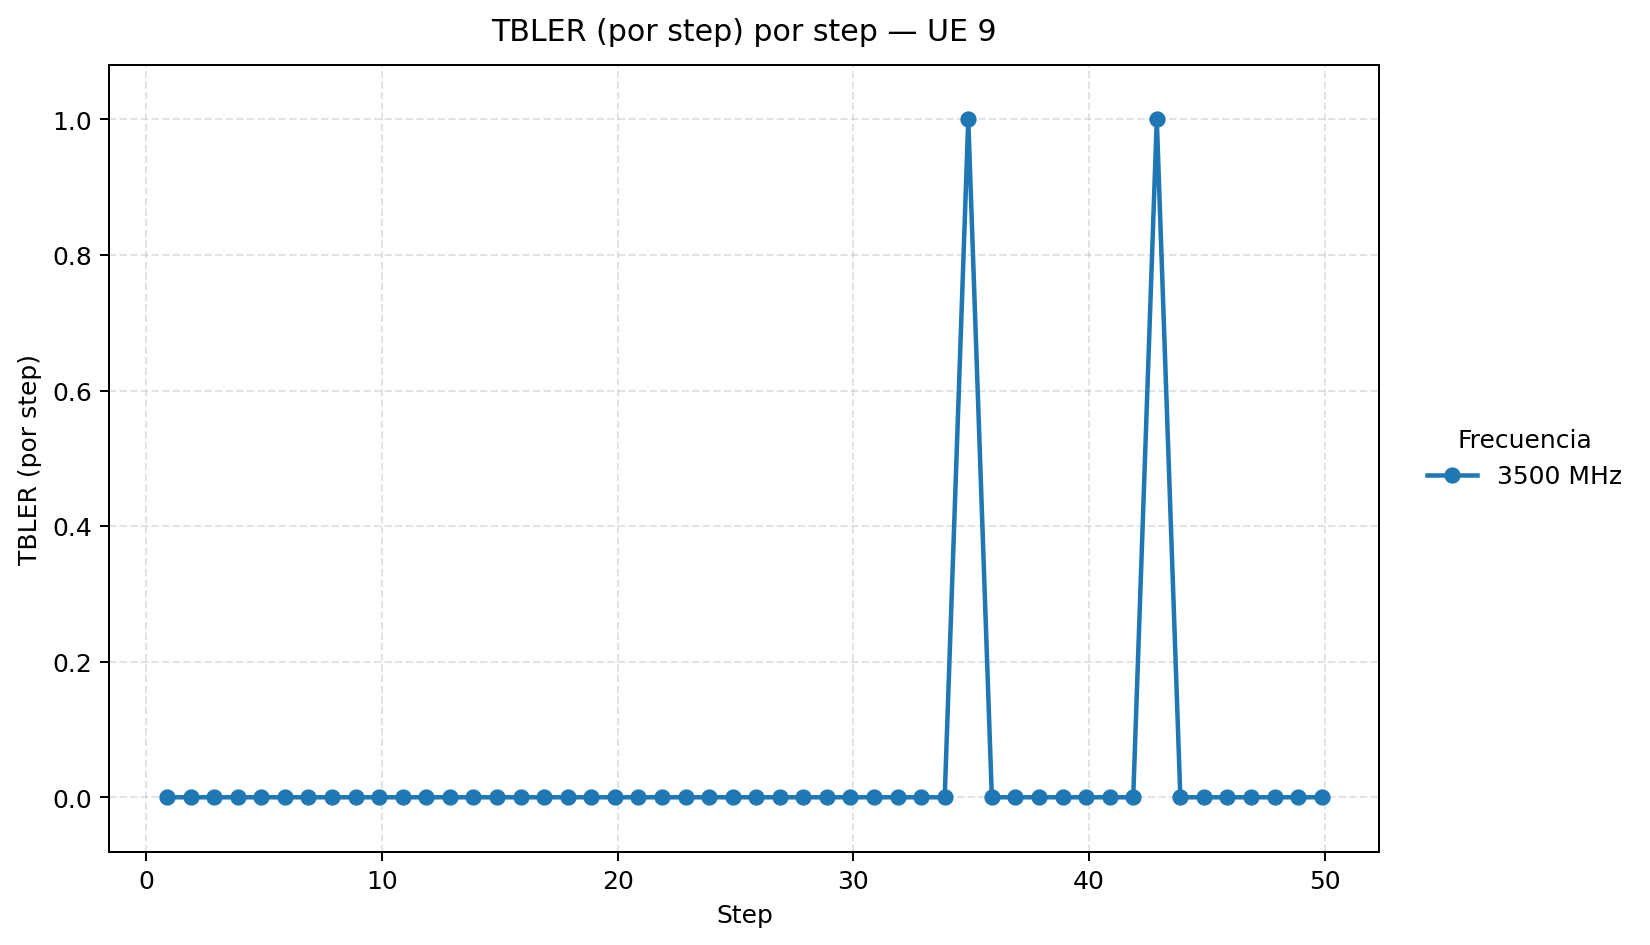 TBLER (por step) por step — UE 9
TBLER (por step)
1.0
0.8
0.6
0.4
0.2
0.0
0 10 20 30 40 50
Step
Frecuencia
3500 MHz